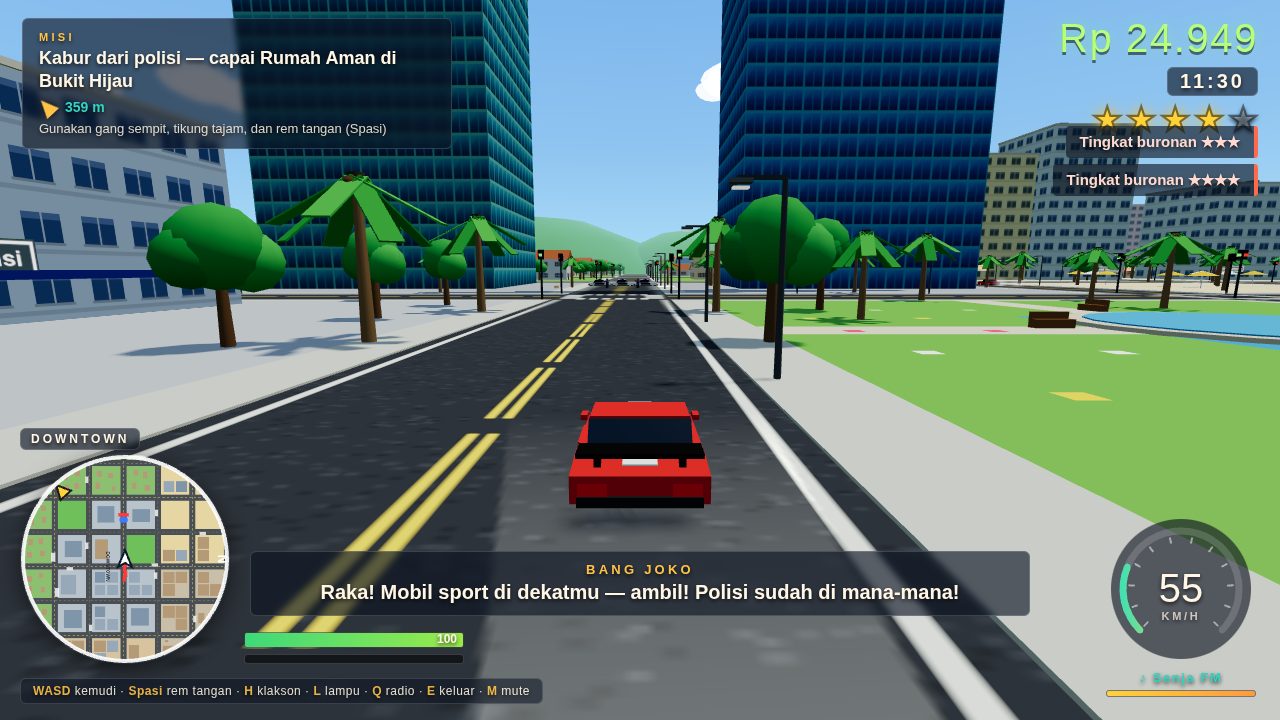 MISI
Kabur dari polisi — capai Rumah Aman di
Bukit Hijau
359 m
Gunakan gang sempit, tikung tajam, dan rem tangan (Spasi)
Rp 24.949
11:30
Tingkat buronan ★★★
Tingkat buronan ★★★★
si
DOWNTOWN
BANG JOKO
Raka! Mobil sport di dekatmu — ambil! Polisi sudah di mana-mana!
100
55
KM/H
♪ Senja FM
WASD kemudi · Spasi rem tangan · H klakson · L lampu · Q radio · E keluar · M mute